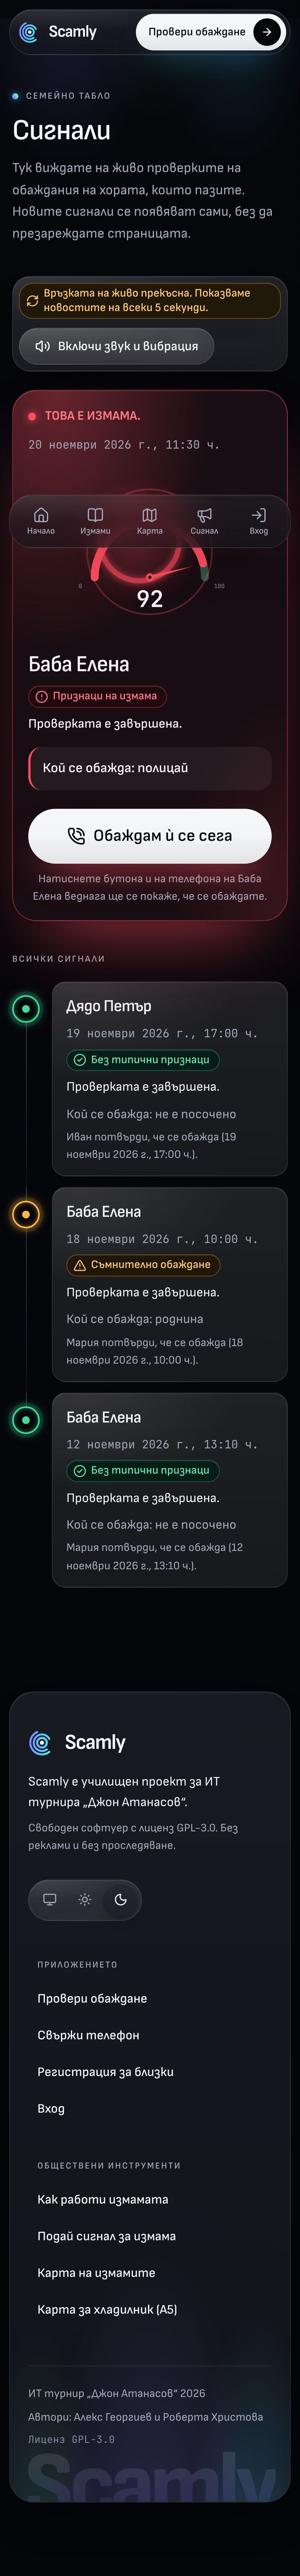 Scamly
Провери обаждане
СЕМЕЙНО ТАБЛО
Сигнали
Тук виждате на живо проверките на
обаждания на хората, които пазите.
Новите сигнали се появяват сами, без да
презареждате страницата.
Връзката на живо прекъсна. Показваме
новостите на всеки 5 секунди.
Включи звук и вибрация
ТОВА Е ИЗМАМА.
20 ноември 2026 г., 11:30 ч.
Начало
Измами
Карта
Сигнал
Вход
0
100
92
Баба Елена
Признаци на измама
Проверката е завършена.
Кой се обажда: полицай
Обаждам ѝ се сега
Натиснете бутона и на телефона на Баба
Елена веднага ще се покаже, че се обаждате.
ВСИЧКИ СИГНАЛИ
Дядо Петър
19 ноември 2026 г., 17:00 ч.
Без типични признаци
Проверката е завършена.
Кой се обажда: не е посочено
Иван потвърди, че се обажда (19
ноември 2026 г., 17:00 ч.).
Баба Елена
18 ноември 2026 г., 10:00 ч.
Съмнително обаждане
Проверката е завършена.
Кой се обажда: роднина
Мария потвърди, че се обажда (18
ноември 2026 г., 10:00 ч.).
Баба Елена
12 ноември 2026 г., 13:10 ч.
Без типични признаци
Проверката е завършена.
Кой се обажда: не е посочено
Мария потвърди, че се обажда (12
ноември 2026 г., 13:10 ч.).
Scamly
Scamly е училищен проект за ИТ
турнира „Джон Атанасов“.
Свободен софтуер с лиценз GPL-3.0. Без
реклами и без проследяване.
ПРИЛОЖЕНИЕТО
Провери обаждане
Свържи телефон
Регистрация за близки
Вход
ОБЩЕСТВЕНИ ИНСТРУМЕНТИ
Как работи измамата
Подай сигнал за измама
Карта на измамите
Карта за хладилник (А5)
ИТ турнир „Джон Атанасов“ 2026
Автори: Алекс Георгиев и Роберта Христова
Лиценз GPL-3.0
Scamly